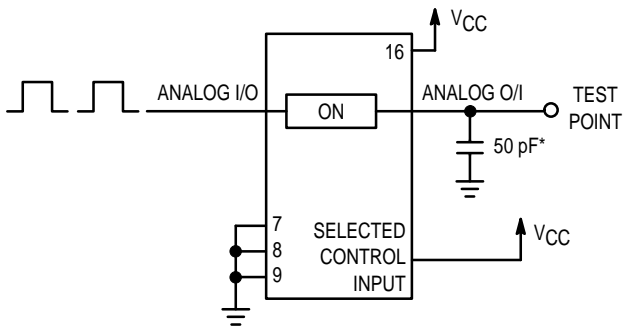 VCC
16
ANALOG I/O
ON
ANALOG O/I
TEST
POINT
50 pF*
7
8
9
SELECTED
CONTROL
INPUT
VCC